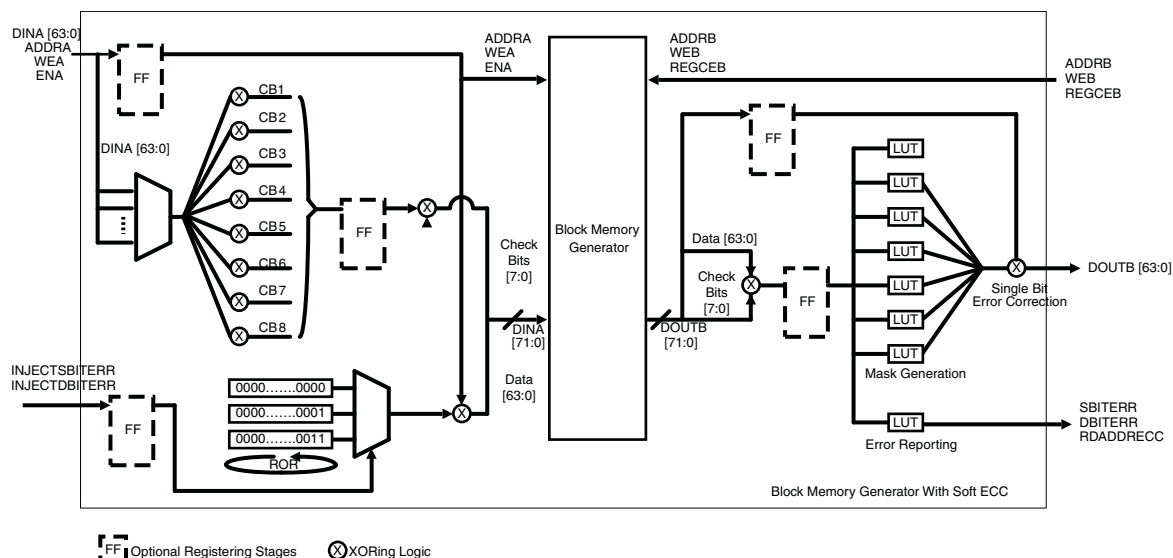 DINA [63:0]
ADDRA
WEA
ENA
FF
DINA [63:0]
CB1
CB2
CB3
CB4
CB5
CB6
CB7
CB8
X
X
X
X
X
X
X
X
FF
X
ADDRA
WEA
ENA
Check
Bits
[7:0]
DINA
[71:0]
Data
[63:0]
INJECTSBITERR
INJECTDBITERR
FF
0000.......0000
0000.......0001
0000.......0011
ROR
X
Block Memory
Generator
ADDRB
WEB
REGCEB
ADDRB
WEB
REGCEB
FF
Data [63:0]
Check
Bits
[7:0]
X
DOUTB
[71:0]
FF
LUT
LUT
LUT
LUT
LUT
LUT
LUT
Mask Generation
LUT
Error Reporting
X
Single Bit
Error Correction
DOUTB [63:0]
SBITERR
DBITERR
RDADDRECC
Block Memory Generator With Soft ECC
FF Optional Registering Stages
X XORing Logic